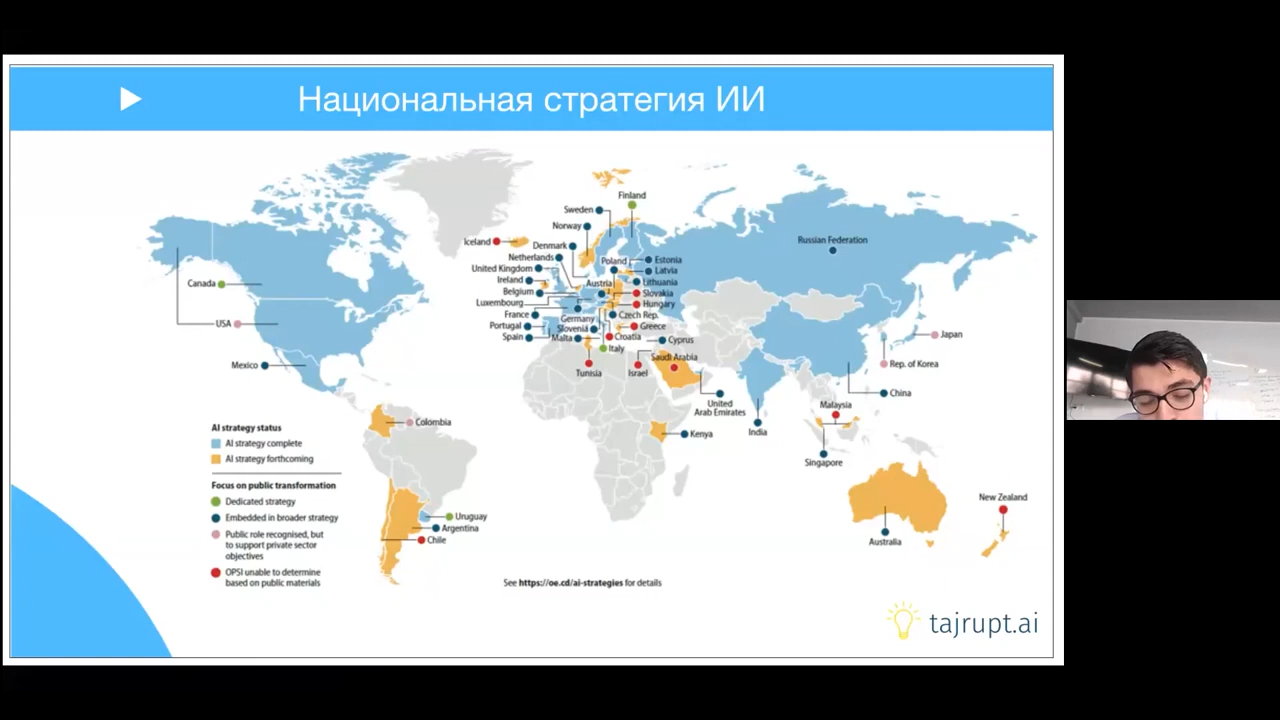 Национальная стратегия ИИ
Finland
Sweden
Norway
Iceland
Denmark
Netherlands
United Kingdom
Ireland
Belgium
Luxembourg
France
Portugal
Spain
Poland
Estonia
Latvia
Lithuania
Austria
Slovakia
Hungary
Czech Rep.
Germany
Slovenia
Greece
Malta
Croatia
Italy
Cyprus
Tunisia
Israel
Saudi Arabia
United
Arab Emirates
Russian Federation
Canada
USA
Mexico
Japan
Rep. of Korea
China
Malaysia
India
Singapore
Kenya
Colombia
Uruguay
Argentina
Chile
Australia
New Zealand
AI strategy status
AI strategy complete
AI strategy forthcoming
Focus on public transformation
Dedicated strategy
Embedded in broader strategy
Public role recognised, but
to support private sector
objectives
OPSI unable to determine
based on public materials
See https://oe.cd/ai-strategies for details
tajrupt.ai